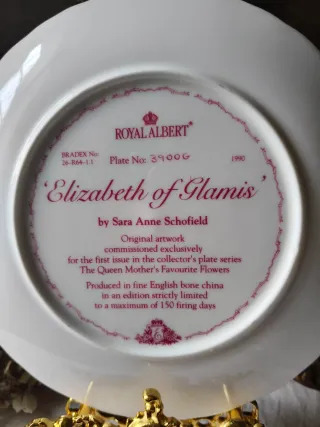 ROYAL ALBERT
BRADEX No: Plate No: 3900G 1990
26-R64-1.1
'Elizabeth of Glamis'
by Sara Anne Schofield
Original artwork
commissioned exclusively
for the first issue in the collector's plate series
The Queen Mother's Favourite Flowers
Produced in fine English bone china
in an edition strictly limited
to a maximum of 150 firing days